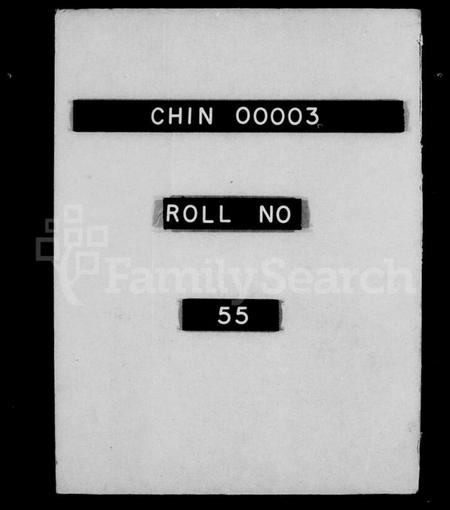 CHIN 00003
ROLL NO
FamilySearch
55